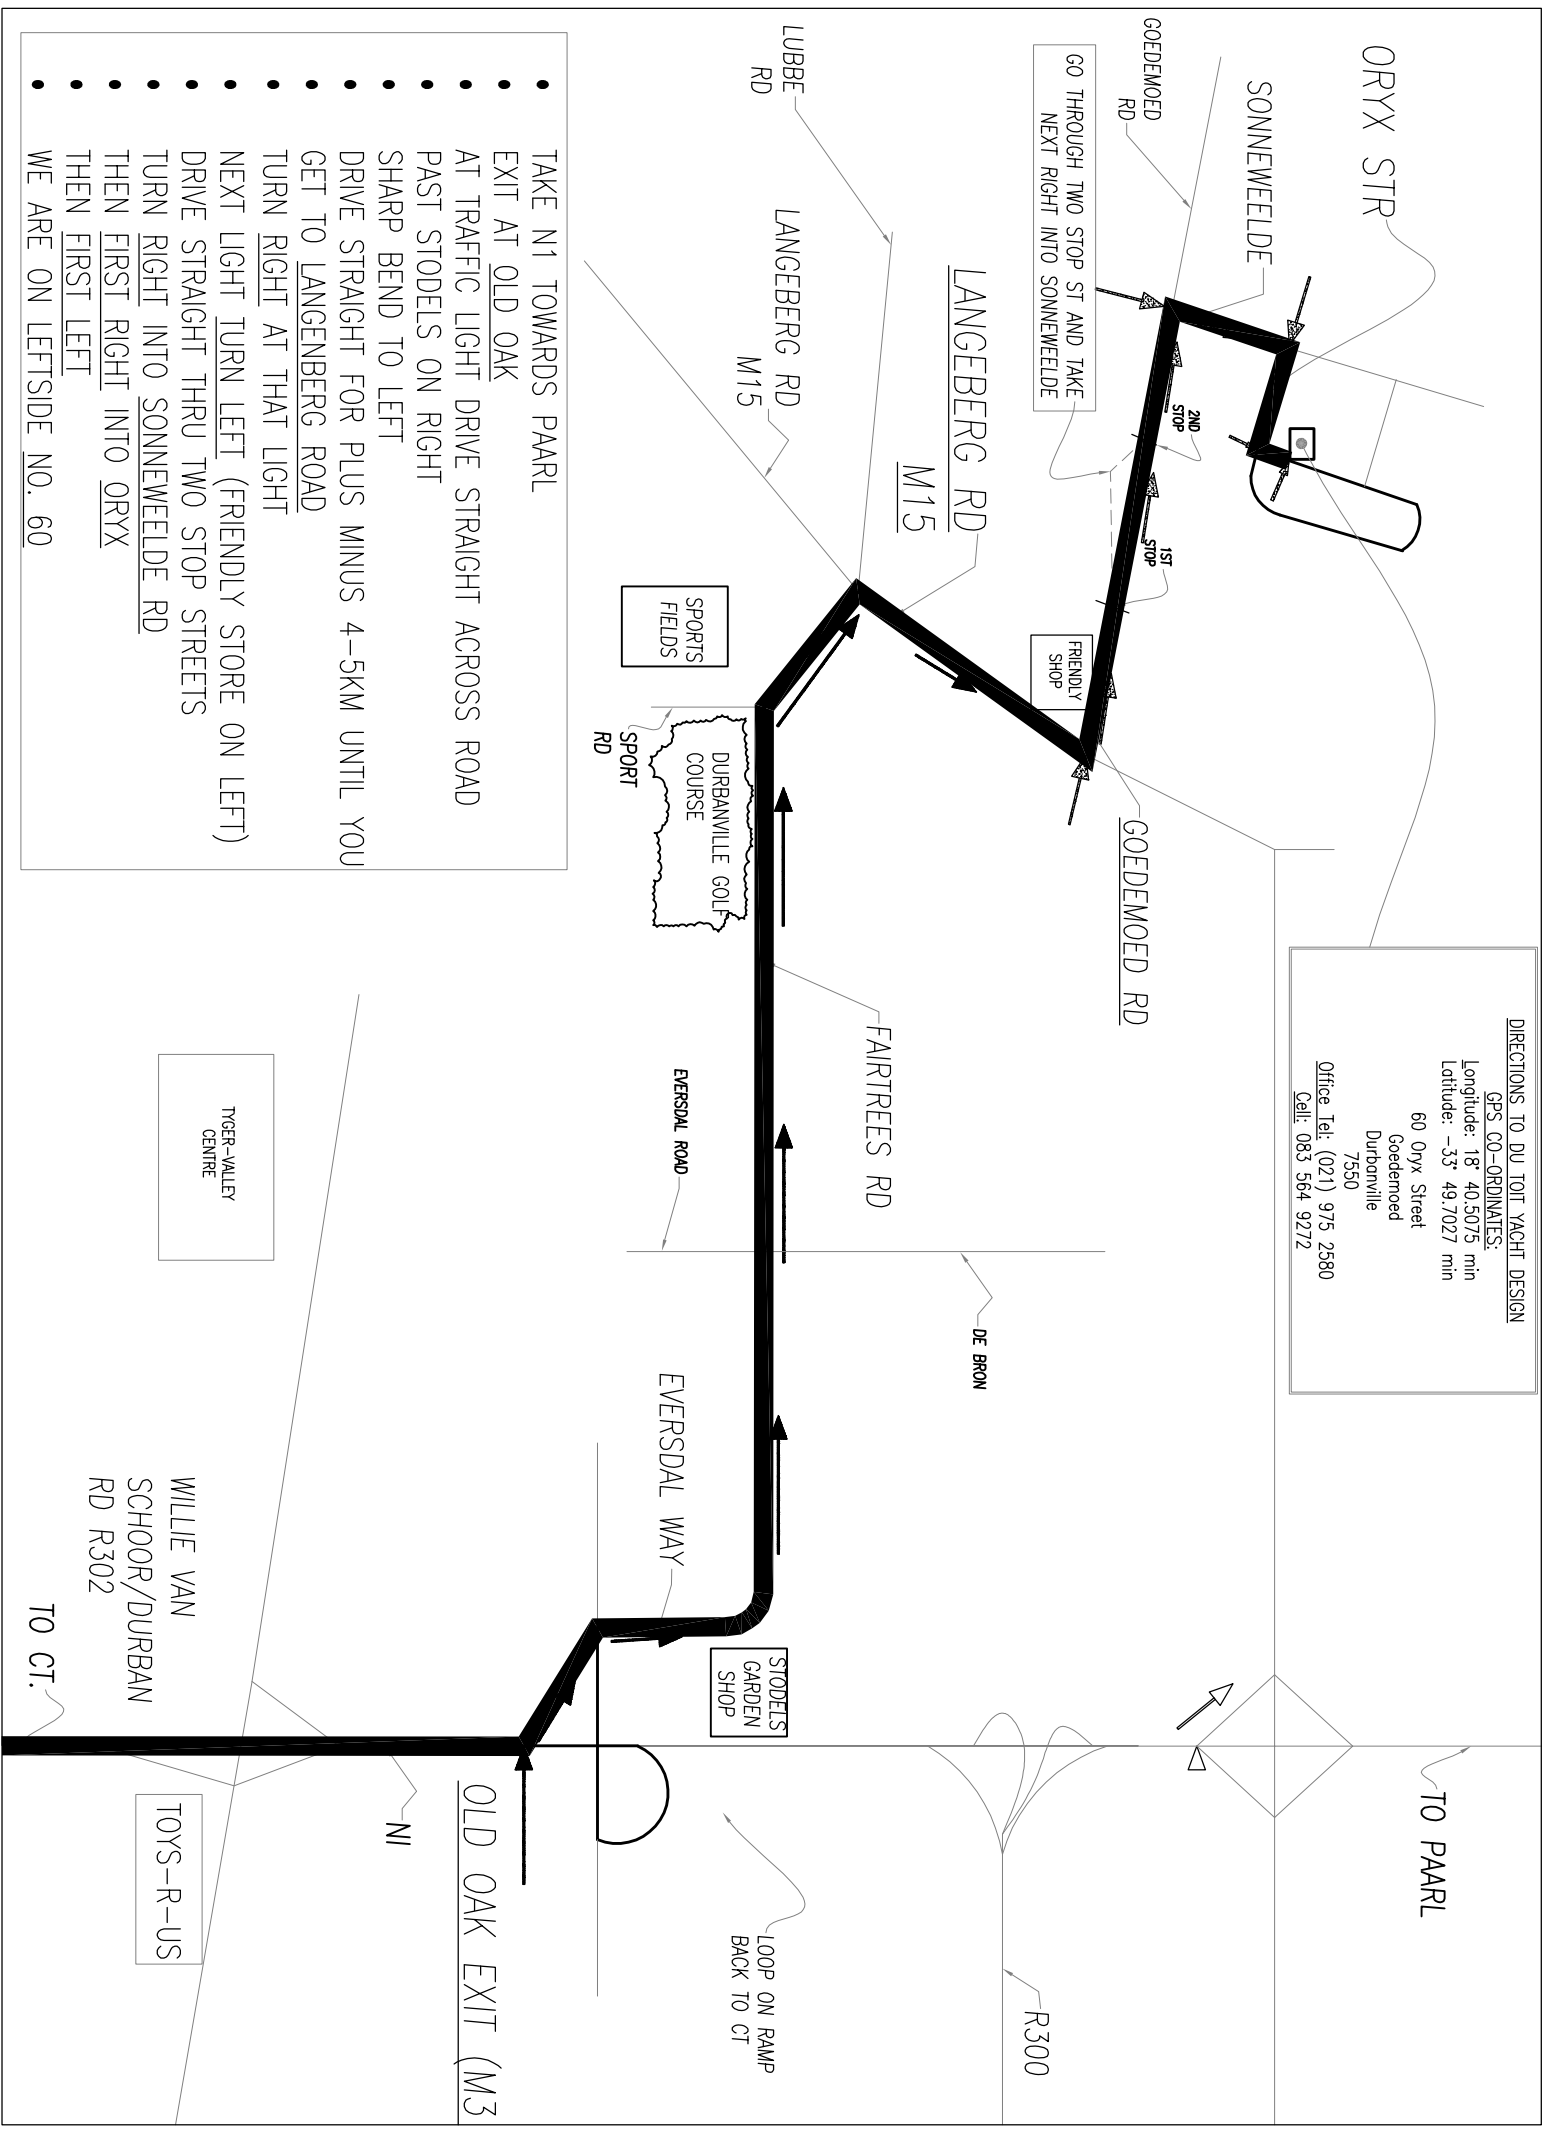 DIRECTIONS TO DU TOIT YACHT DESIGN
GPS CO-ORDINATES:
Longitude: 18° 40.5075 min
Latitude: -33° 49.7027 min
60 Oryx Street
Goedemoed
Durbanville
7550
Office Tel: (021) 975 2580
Cell: 083 564 9272
TO PAARL
ORYX STR
SONNEWEELDE
GOEDEMOED
RD
GO THROUGH TWO STOP ST AND TAKE
NEXT RIGHT INTO SONNEWEELDE
2ND
STOP
1ST
STOP
FRIENDLY
SHOP
GOEDEMOED RD
R300
LANGEBERG RD
M15
LUBBE
RD
LANGEBERG RD
M15
FAIRTREES RD
DE BRON
EVERSDAL ROAD
SPORTS
FIELDS
DURBANVILLE GOLF
COURSE
SPORT
RD
STODELS
GARDEN
SHOP
LOOP ON RAMP
BACK TO CT
EVERSDAL WAY
OLD OAK EXIT (M3
NI
TYGER-VALLEY
CENTRE
WILLIE VAN
SCHOOR/DURBAN
RD R302
TOYS-R-US
TO CT.
• TAKE N1 TOWARDS PAARL
• EXIT AT OLD OAK
• AT TRAFFIC LIGHT DRIVE STRAIGHT ACROSS ROAD
• PAST STODELS ON RIGHT
• SHARP BEND TO LEFT
• DRIVE STRAIGHT FOR PLUS MINUS 4-5KM UNTIL YOU
• GET TO LANGENBERG ROAD
• TURN RIGHT AT THAT LIGHT
• NEXT LIGHT TURN LEFT (FRIENDLY STORE ON LEFT)
• DRIVE STRAIGHT THRU TWO STOP STREETS
• TURN RIGHT INTO SONNEWEELDE RD
• THEN FIRST RIGHT INTO ORYX
• THEN FIRST LEFT
• WE ARE ON LEFTSIDE NO. 60